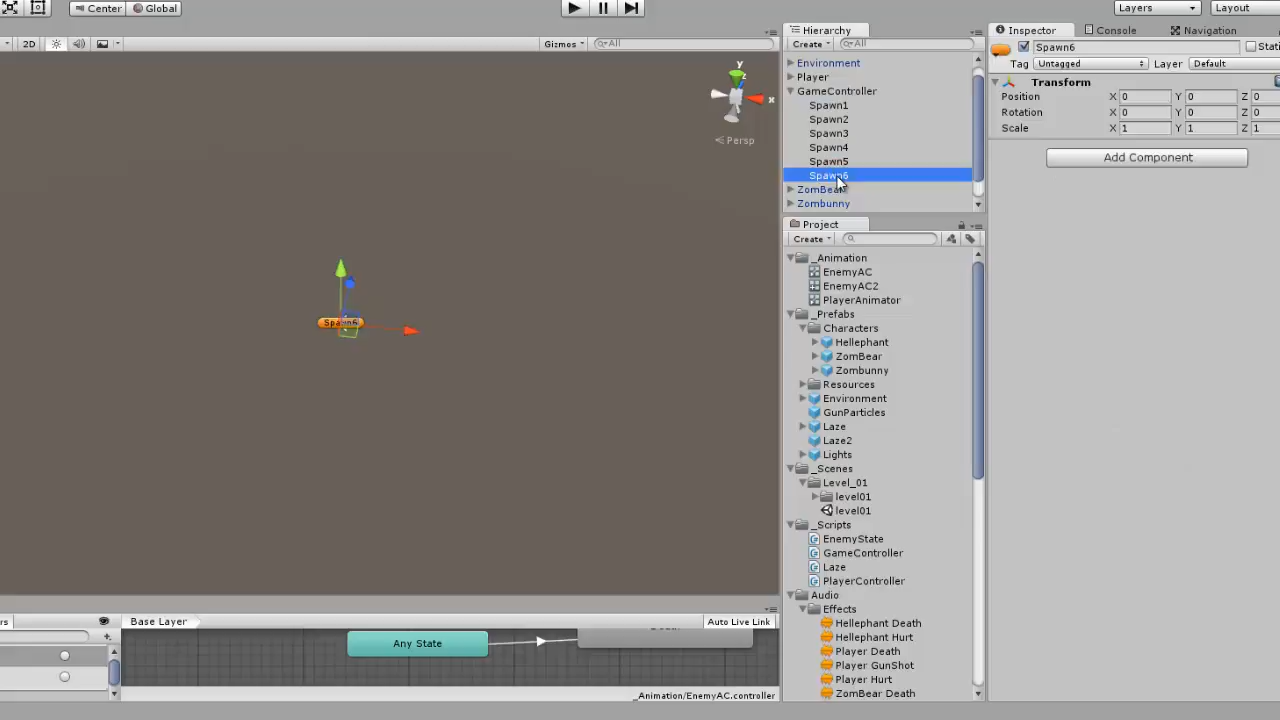 Center Global Layers Layout
2D Gizmos All
Hierarchy
Create All
Environment
Player
GameController
Spawn1
Spawn2
Spawn3
Spawn4
Spawn5
Spawn6
ZomBear
Zombunny
Inspector Console Navigation
Spawn6 Stati
Tag Untagged Layer Default
Transform
Position X 0 Y 0 Z 0
Rotation X 0 Y 0 Z 0
Scale X 1 Y 1 Z 1
Add Component
y
z
x
Persp
Spawn6
Project
Create
_Animation
EnemyAC
EnemyAC2
PlayerAnimator
_Prefabs
Characters
Hellephant
ZomBear
Zombunny
Resources
Environment
GunParticles
Laze
Laze2
Lights
_Scenes
Level_01
level01
level01
_Scripts
EnemyState
GameController
Laze
PlayerController
Audio
Effects
Hellephant Death
Hellephant Hurt
Player Death
Player GunShot
Player Hurt
ZomBear Death
rs Base Layer Auto Live Link
Any State
_Animation/EnemyAC.controller